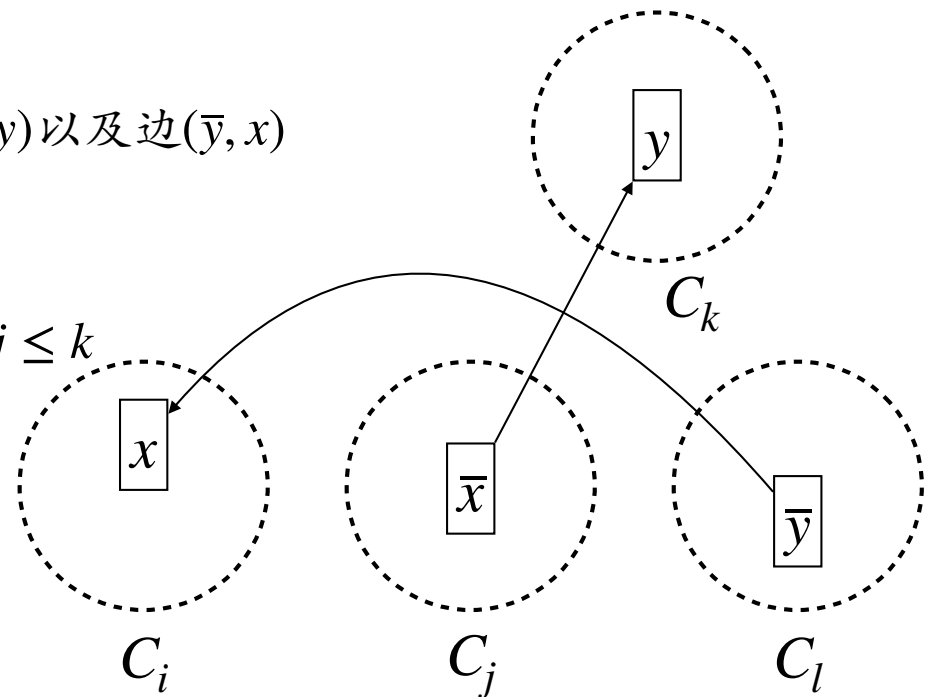 y
y)以及边(y̅, x)
C_k
j ≤ k
x
x̅
y̅
C_i
C_j
C_l